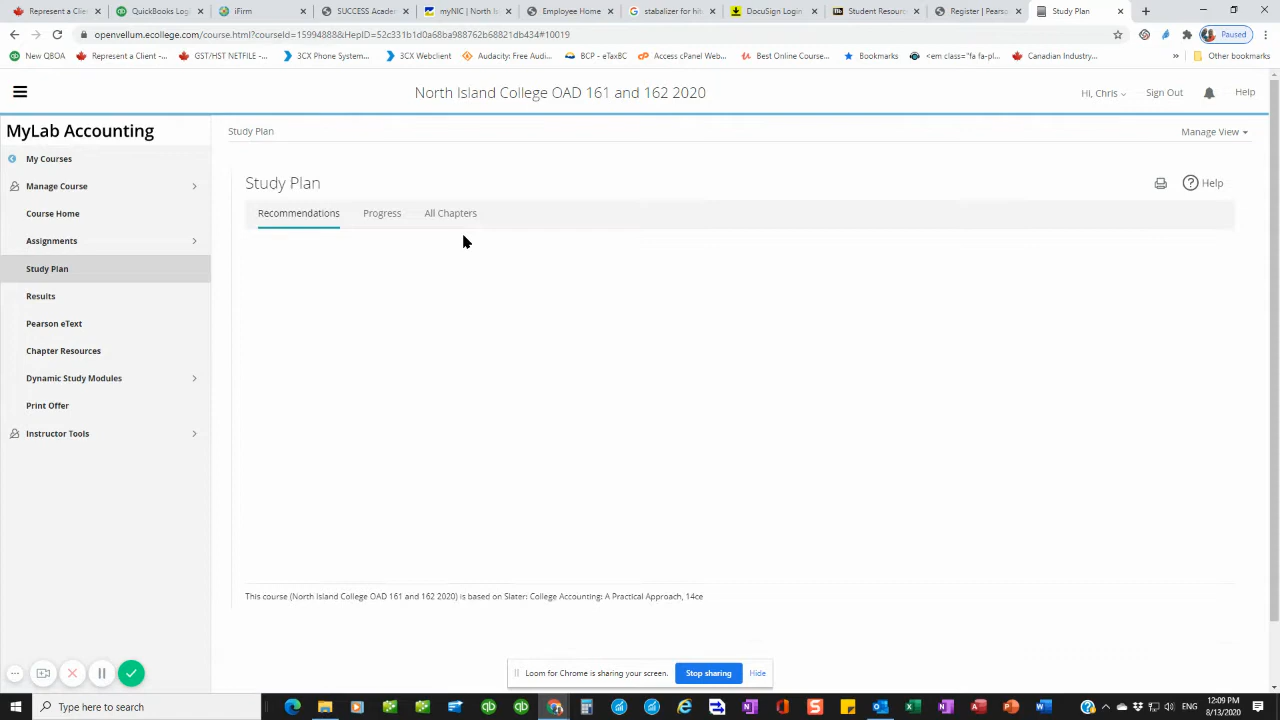 Represent a Clie
QuickBooks Logi
iFirm
SUCCESS Acade
myNIC | North Is
Employee Home
stabalizer for hit
DocuSign Login
Student Resourc
Register | Pearso
Study Plan
openvellum.ecollege.com/course.html?courseId=15994888&HepID=52c331b1d0a68ba988762b68821db434#10019
Paused
New QBOA
Represent a Client -...
GST/HST NETFILE -...
3CX Phone System...
3CX Webclient
Audacity Free Audi...
BCP - eTaxBC
Access cPanel Web...
Best Online Course...
Bookmarks
<em class="fa fa-pl...
Canadian Industry...
»
Other bookmarks
North Island College OAD 161 and 162 2020
Hi, Chris
Sign Out
Help
MyLab Accounting
My Courses
Manage Course
Course Home
Assignments
Study Plan
Results
Pearson eText
Chapter Resources
Dynamic Study Modules
Print Offer
Instructor Tools
Study Plan
Manage View
Study Plan
? Help
Recommendations
Progress
All Chapters
This course (North Island College OAD 161 and 162 2020) is based on Slater: College Accounting: A Practical Approach, 14ce
Loom for Chrome is sharing your screen.
Stop sharing
Hide
Type here to search
ENG
12:09 PM
8/13/2020